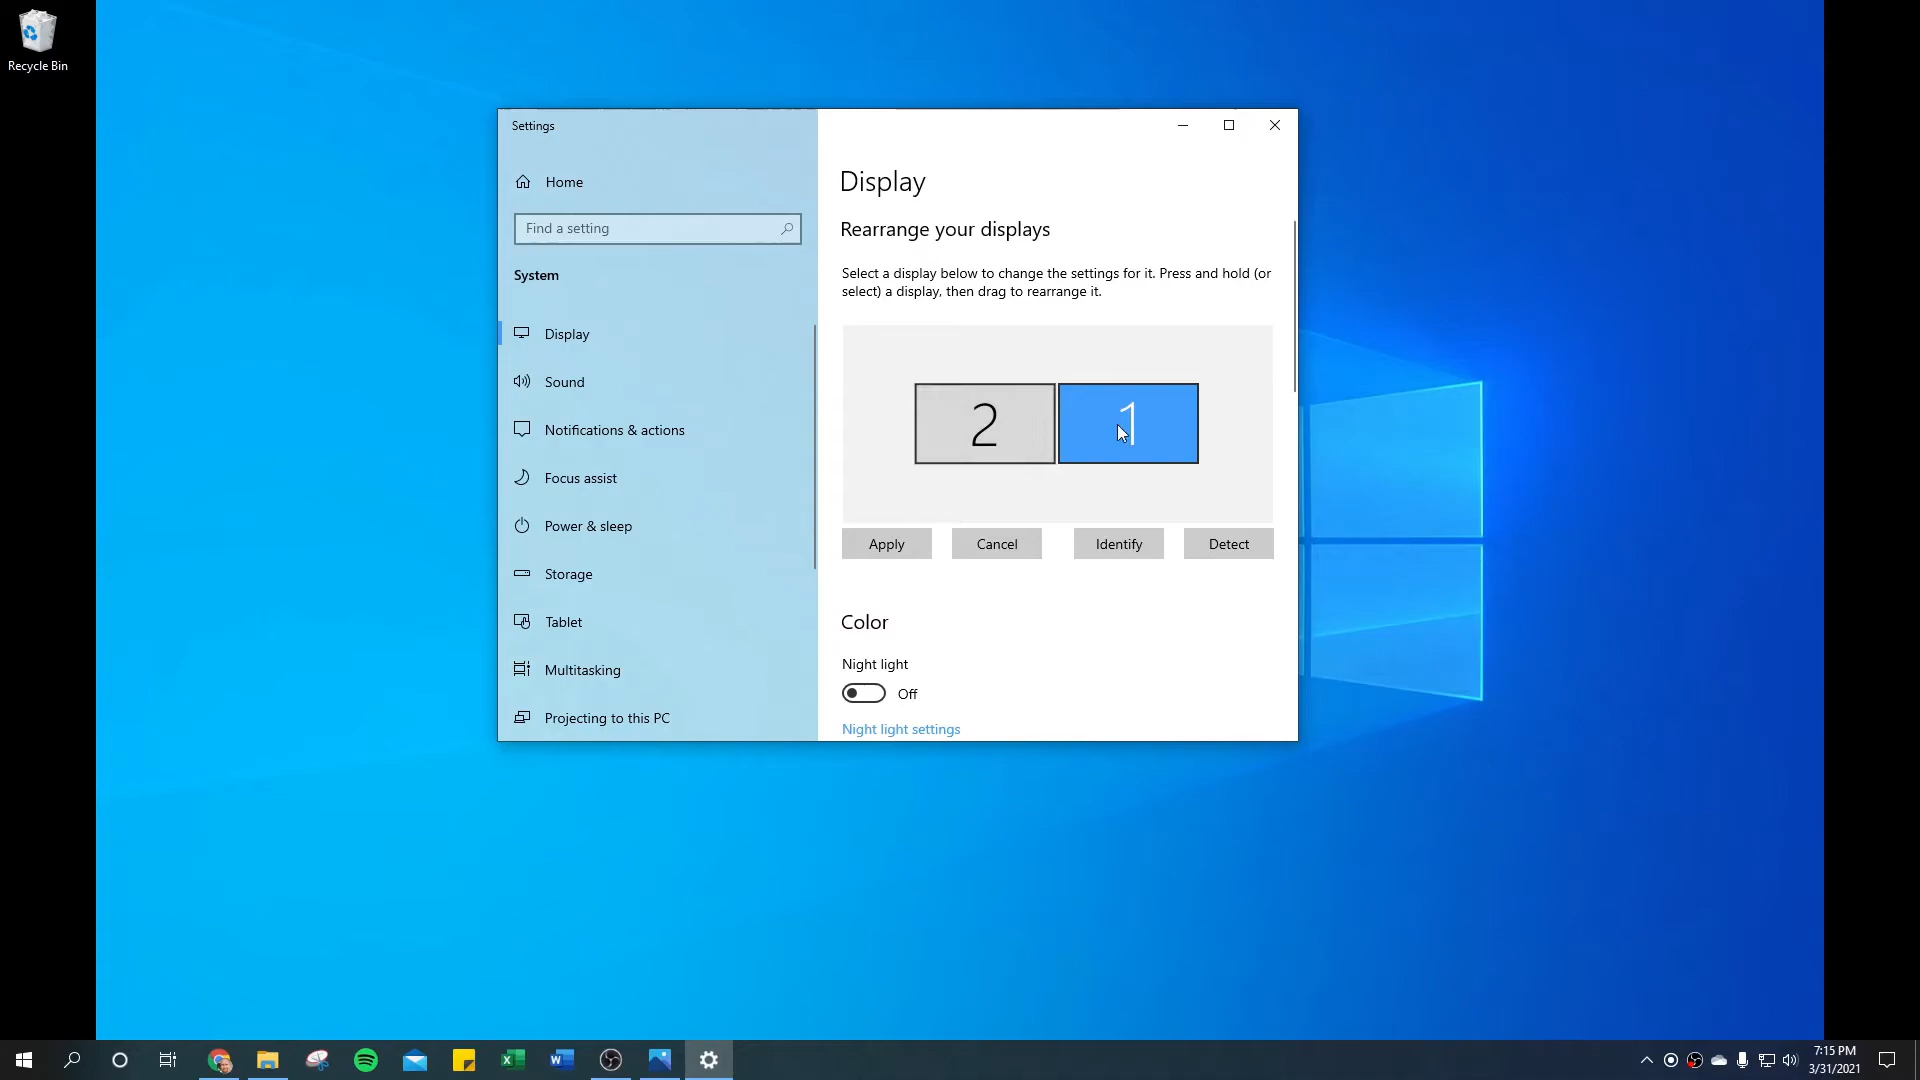 Recycle Bin
Settings
Home
Find a setting
System
Display
Sound
Notifications & actions
Focus assist
Power & sleep
Storage
Tablet
Multitasking
Projecting to this PC
Display
Rearrange your displays
Select a display below to change the settings for it. Press and hold (or
select) a display, then drag to rearrange it.
2 1
Apply Cancel Identify Detect
Color
Night light
Off
Night light settings
7:15 PM
3/31/2021